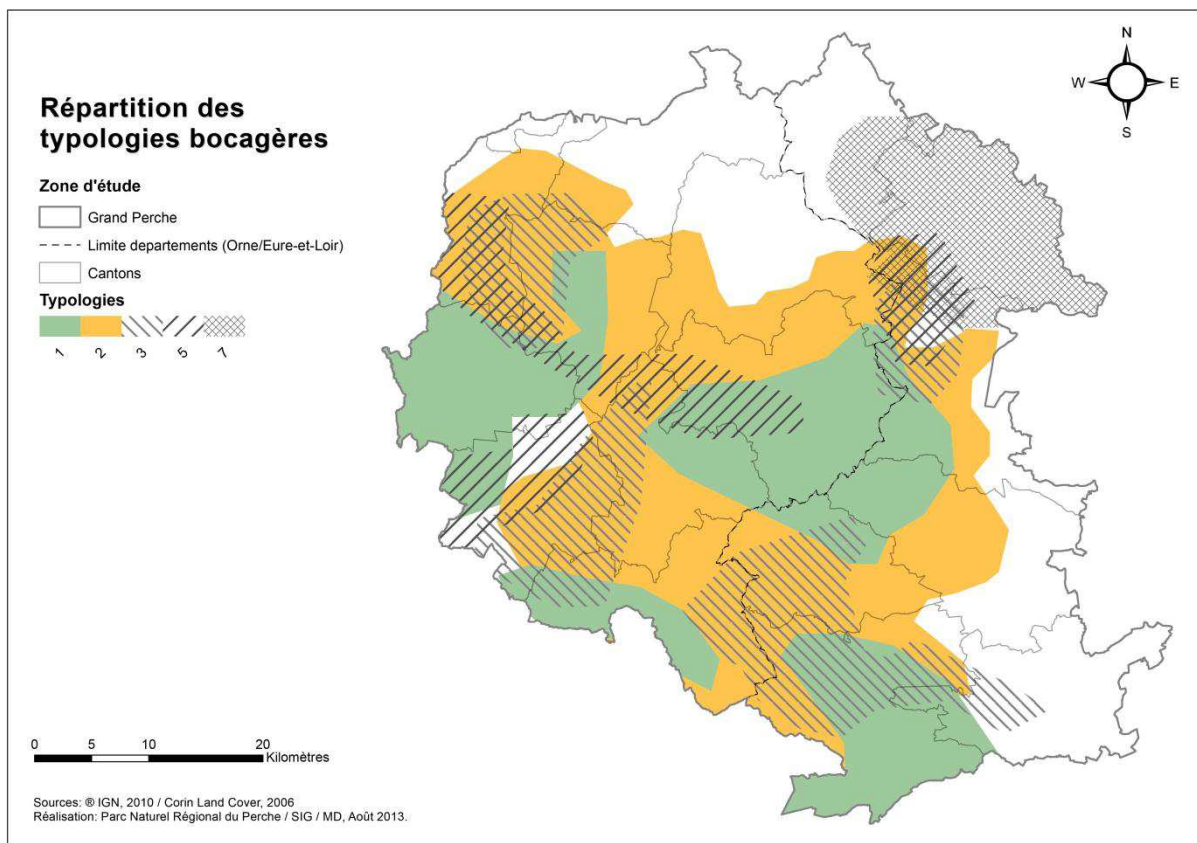 Répartition des
typologies bocagères
Zone d'étude
Grand Perche
Limite departements (Orne/Eure-et-Loir)
Cantons
Typologies
1 2 3 5 7
N
W E
S
0 5 10 20
Kilomètres
Sources: ® IGN, 2010 / Corin Land Cover, 2006
Réalisation: Parc Naturel Régional du Perche / SIG / MD, Août 2013.